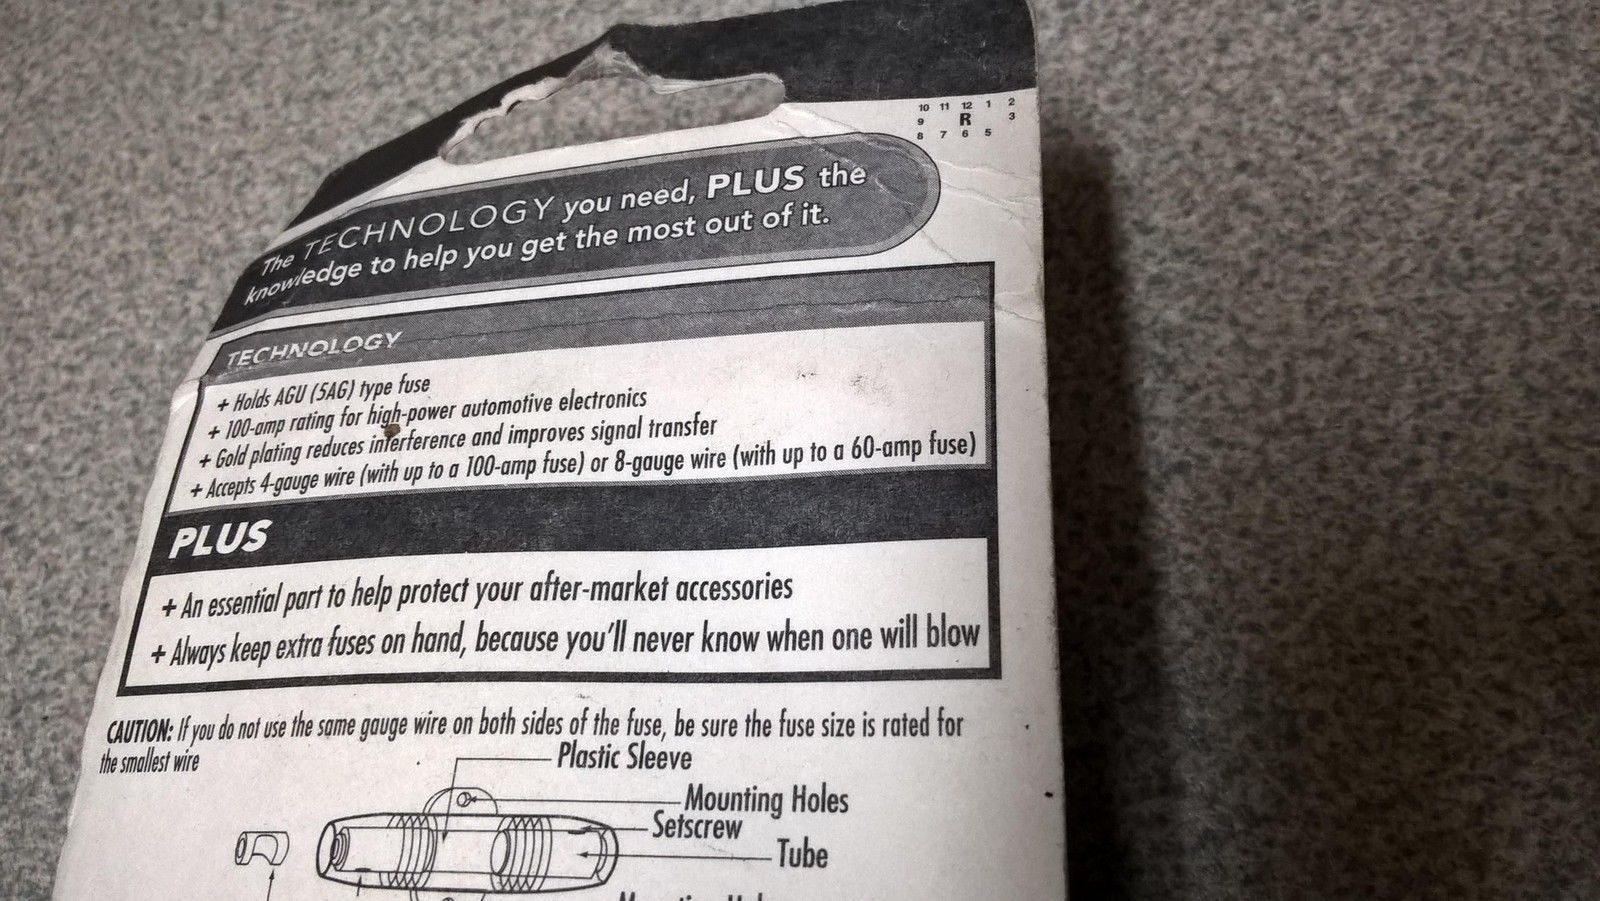 10 11 12 1 2
9 R 3
8 7 6 5
The TECHNOLOGY you need, PLUS the
knowledge to help you get the most out of it.
TECHNOLOGY
+ Holds AGU (5AG) type fuse
+ 100-amp rating for high-power automotive electronics
+ Gold plating reduces interference and improves signal transfer
+ Accepts 4-gauge wire (with up to a 100-amp fuse) or 8-gauge wire (with up to a 60-amp fuse)
PLUS
+ An essential part to help protect your after-market accessories
+ Always keep extra fuses on hand, because you'll never know when one will blow
CAUTION: If you do not use the same gauge wire on both sides of the fuse, be sure the fuse size is rated for
the smallest wire
Plastic Sleeve
Mounting Holes
Setscrew
Tube